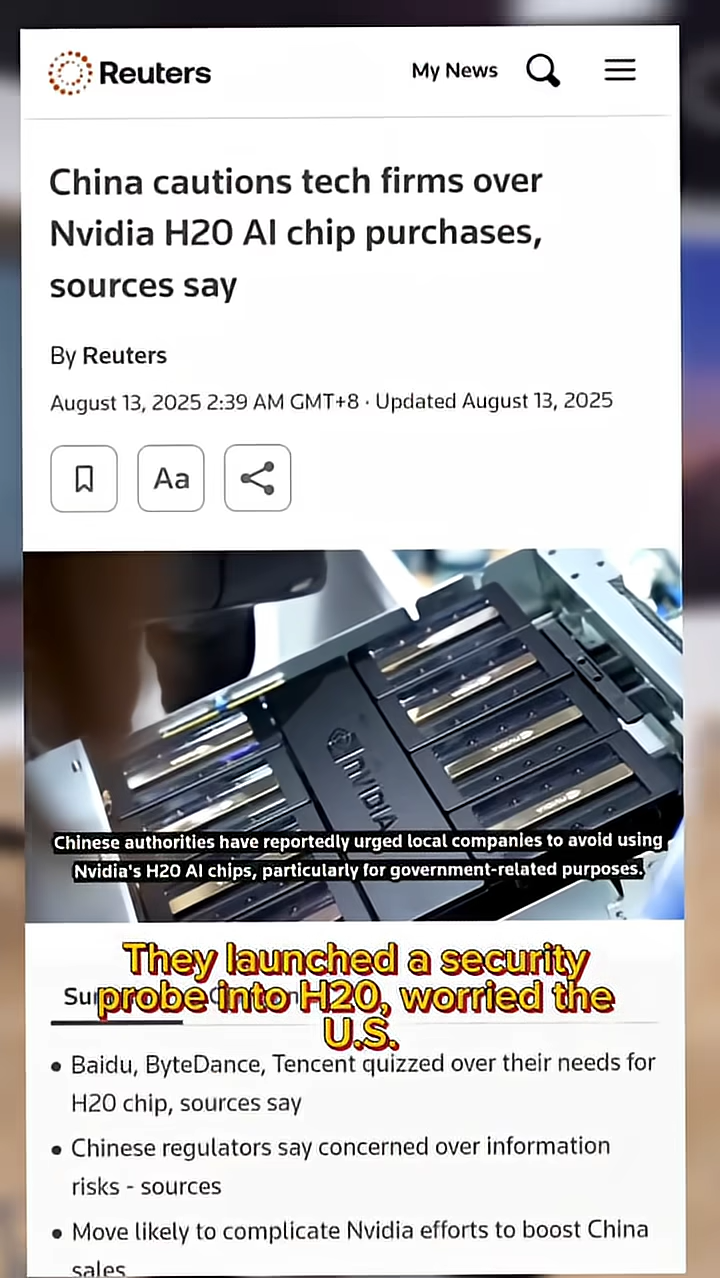 Reuters
My News
China cautions tech firms over
Nvidia H20 AI chip purchases,
sources say
By Reuters
August 13, 2025 2:39 AM GMT+8 · Updated August 13, 2025
Aa
NVIDIA
Chinese authorities have reportedly urged local companies to avoid using
Nvidia's H20 AI chips, particularly for government-related purposes.
They launched a security
probe into H20, worried the
U.S.
Baidu, ByteDance, Tencent quizzed over their needs for
H20 chip, sources say
Chinese regulators say concerned over information
risks - sources
Move likely to complicate Nvidia efforts to boost China
sales